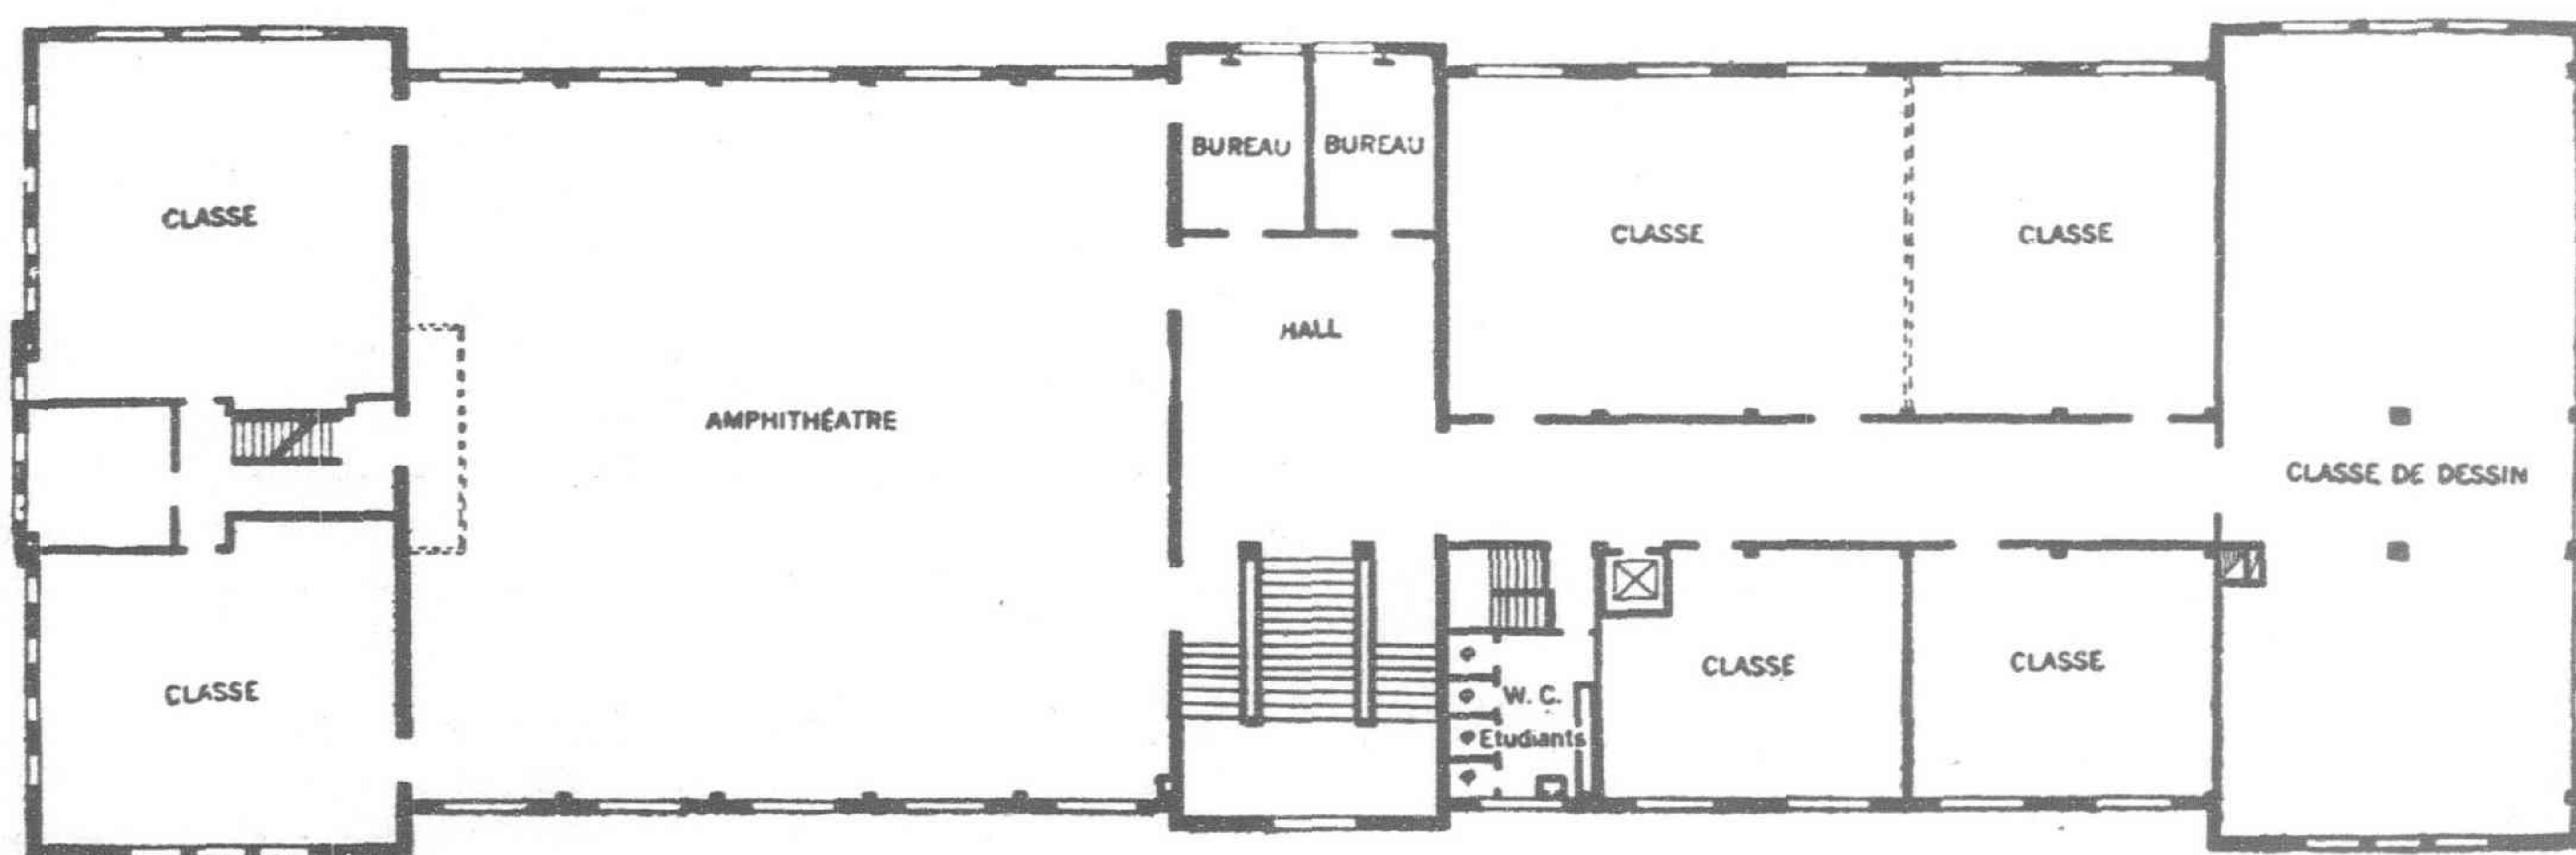 CLASSE
AMPHITHÉATRE
CLASSE
BUREAU
BUREAU
HALL
CLASSE
CLASSE
CLASSE DE DESSIN
W. C.
Etudiants
CLASSE
CLASSE